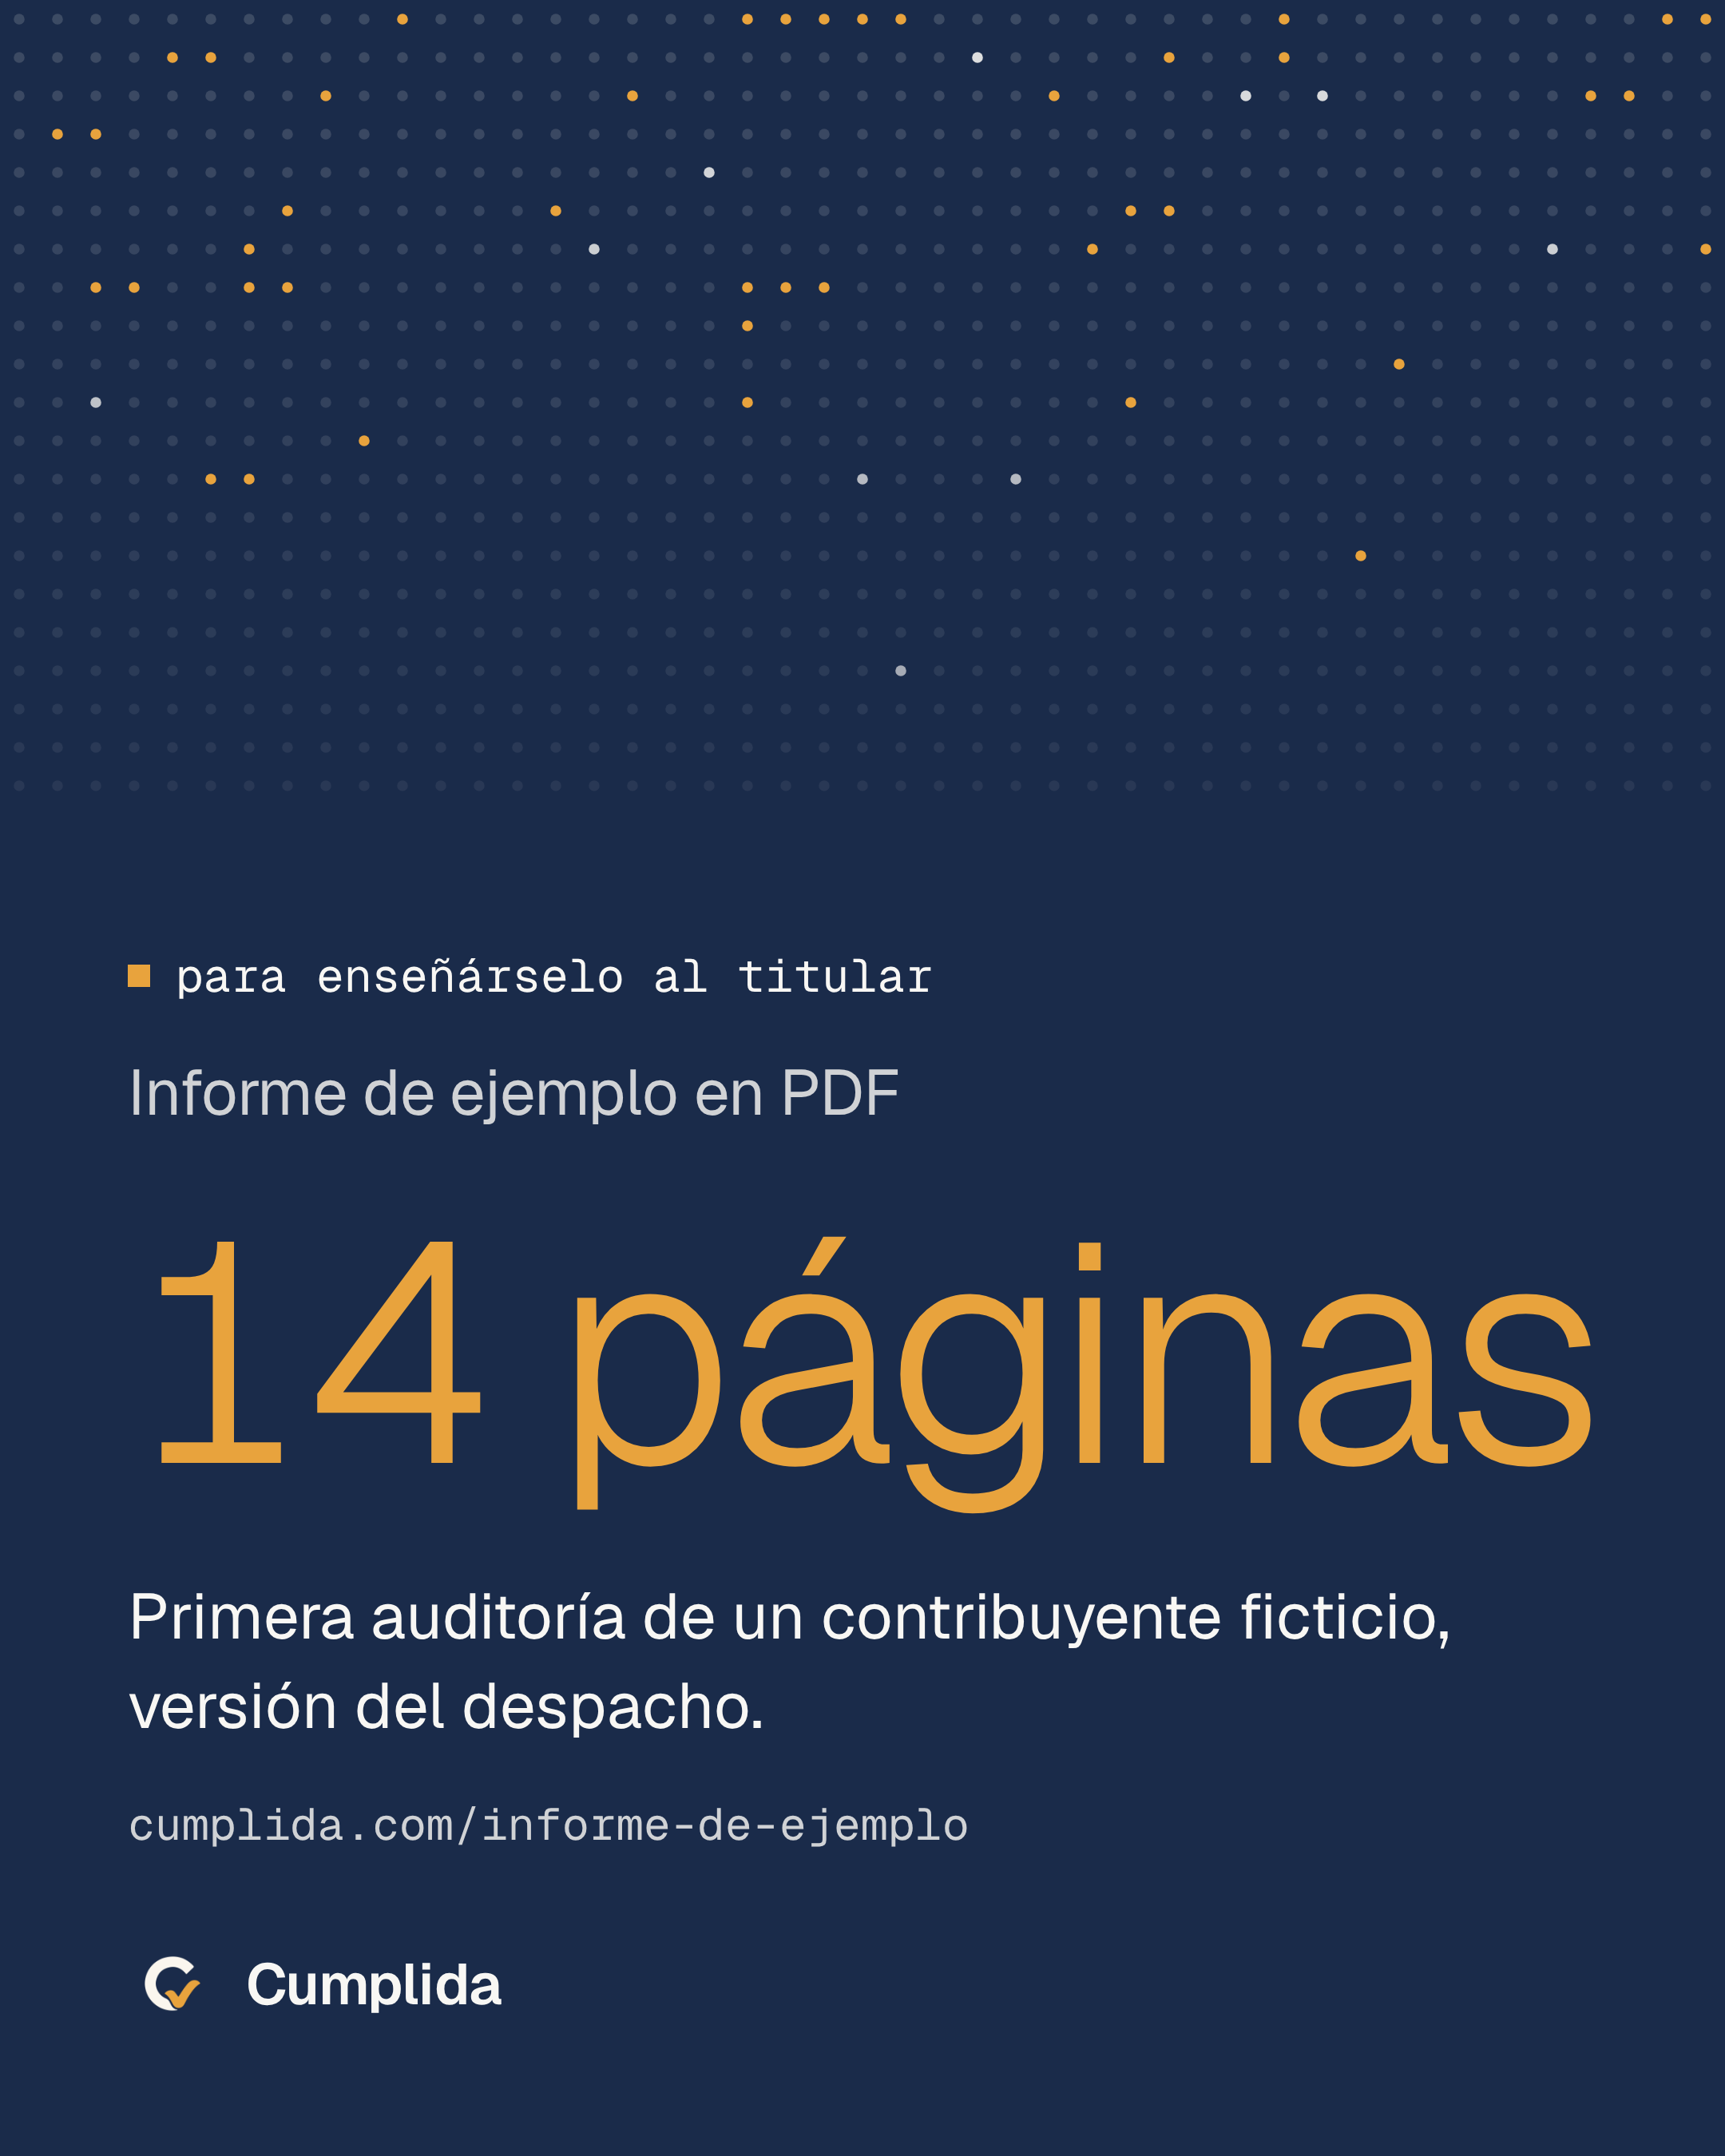 para enseñárselo al titular
Informe de ejemplo en PDF
14 páginas
Primera auditoría de un contribuyente ficticio,
versión del despacho.
cumplida.com/informe-de-ejemplo
Cumplida